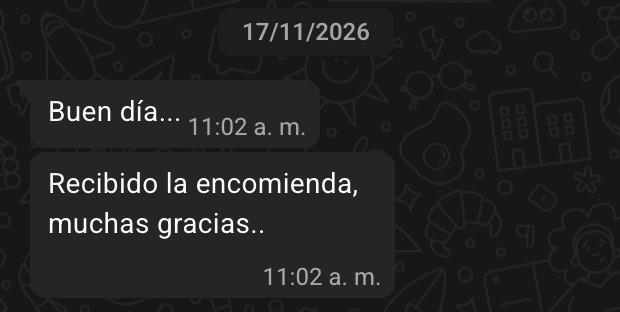 17/11/2026
Buen día... 11:02 a. m.
Recibido la encomienda,
muchas gracias..
11:02 a. m.